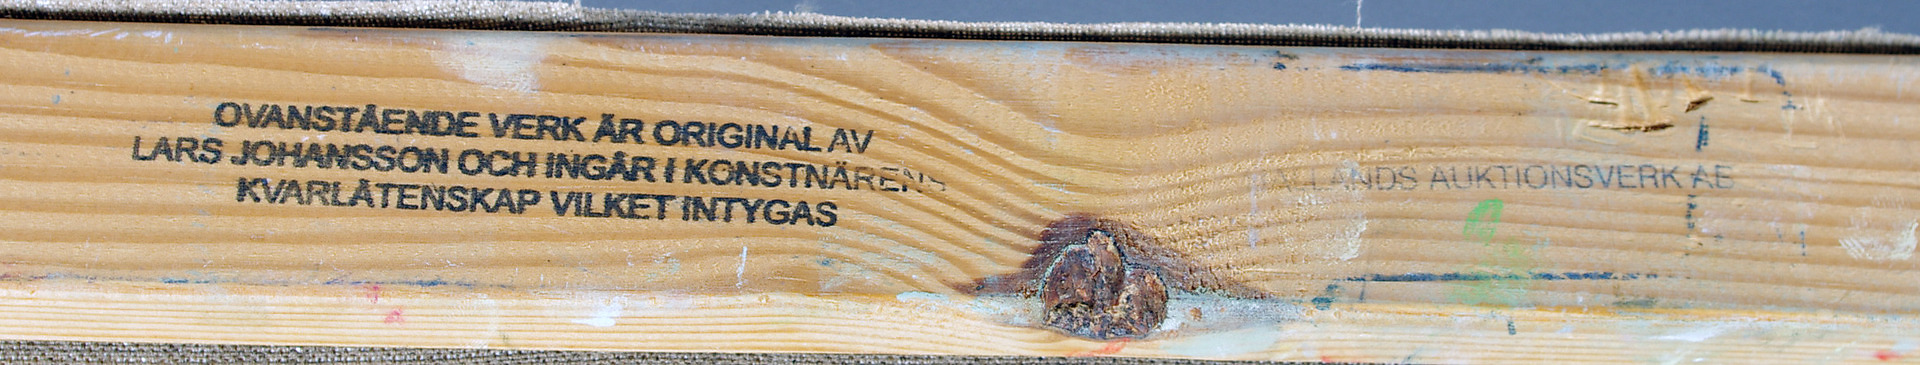 OVANSTÅENDE VERK ÄR ORIGINAL AV
LARS JOHANSSON OCH INGÅR I KONSTNÄRENS
KVARLÅTENSKAP VILKET INTYGAS
AUKTIONSVERK AB